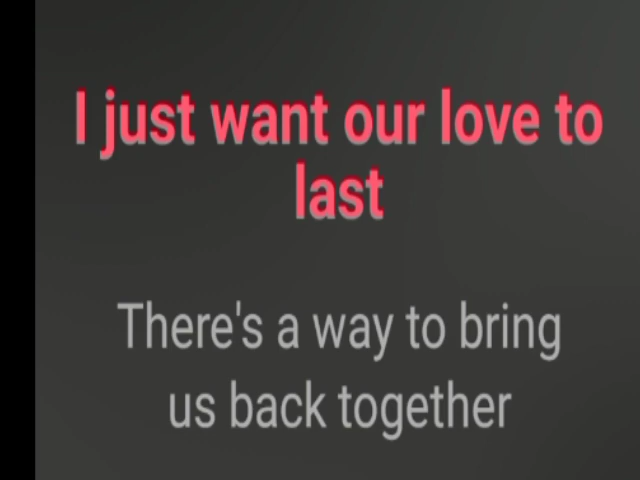 I just want our love to
last
There's a way to bring
us back together